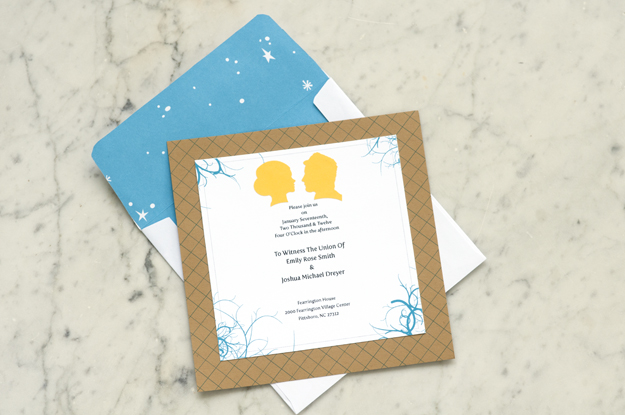 Please join us
on
January Seventeenth,
Two Thousand & Twelve
Four O'Clock in the afternoon
To Witness The Union Of
Emily Rose Smith
&
Joshua Michael Dreyer
Fearrington House
2000 Fearrington Village Center
Pittsboro, NC 27312